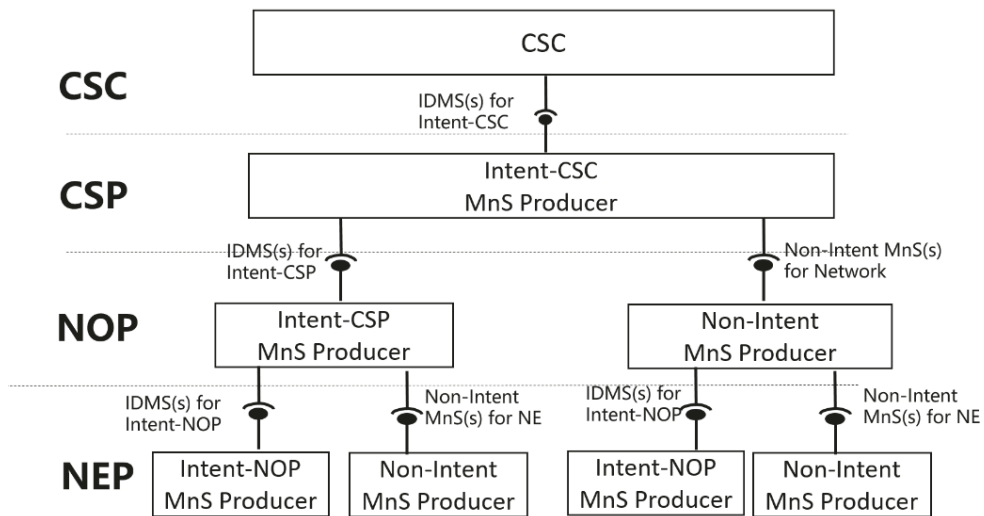 CSC
CSC
IDMS(s) for
Intent-CSC
CSP
Intent-CSC
MnS Producer
IDMS(s) for
Intent-CSP
Non-Intent MnS(s)
for Network
NOP
Intent-CSP
MnS Producer
Non-Intent
MnS Producer
IDMS(s) for
Intent-NOP
Non-Intent
MnS(s) for NE
IDMS(s) for
Intent-NOP
Non-Intent
MnS(s) for NE
NEP
Intent-NOP
MnS Producer
Non-Intent
MnS Producer
Intent-NOP
MnS Producer
Non-Intent
MnS Producer